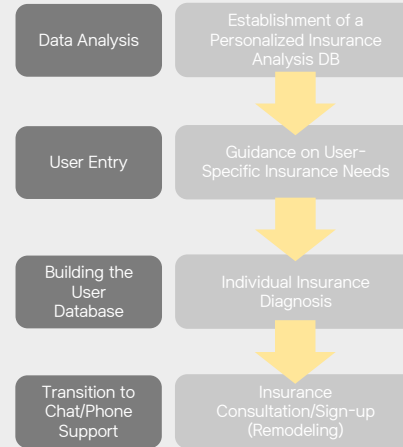 Data Analysis
Establishment of a
Personalized Insurance
Analysis DB
User Entry
Guidance on User-
Specific Insurance Needs
Building the
User
Database
Individual Insurance
Diagnosis
Transition to
Chat/Phone
Support
Insurance
Consultation/Sign-up
(Remodeling)